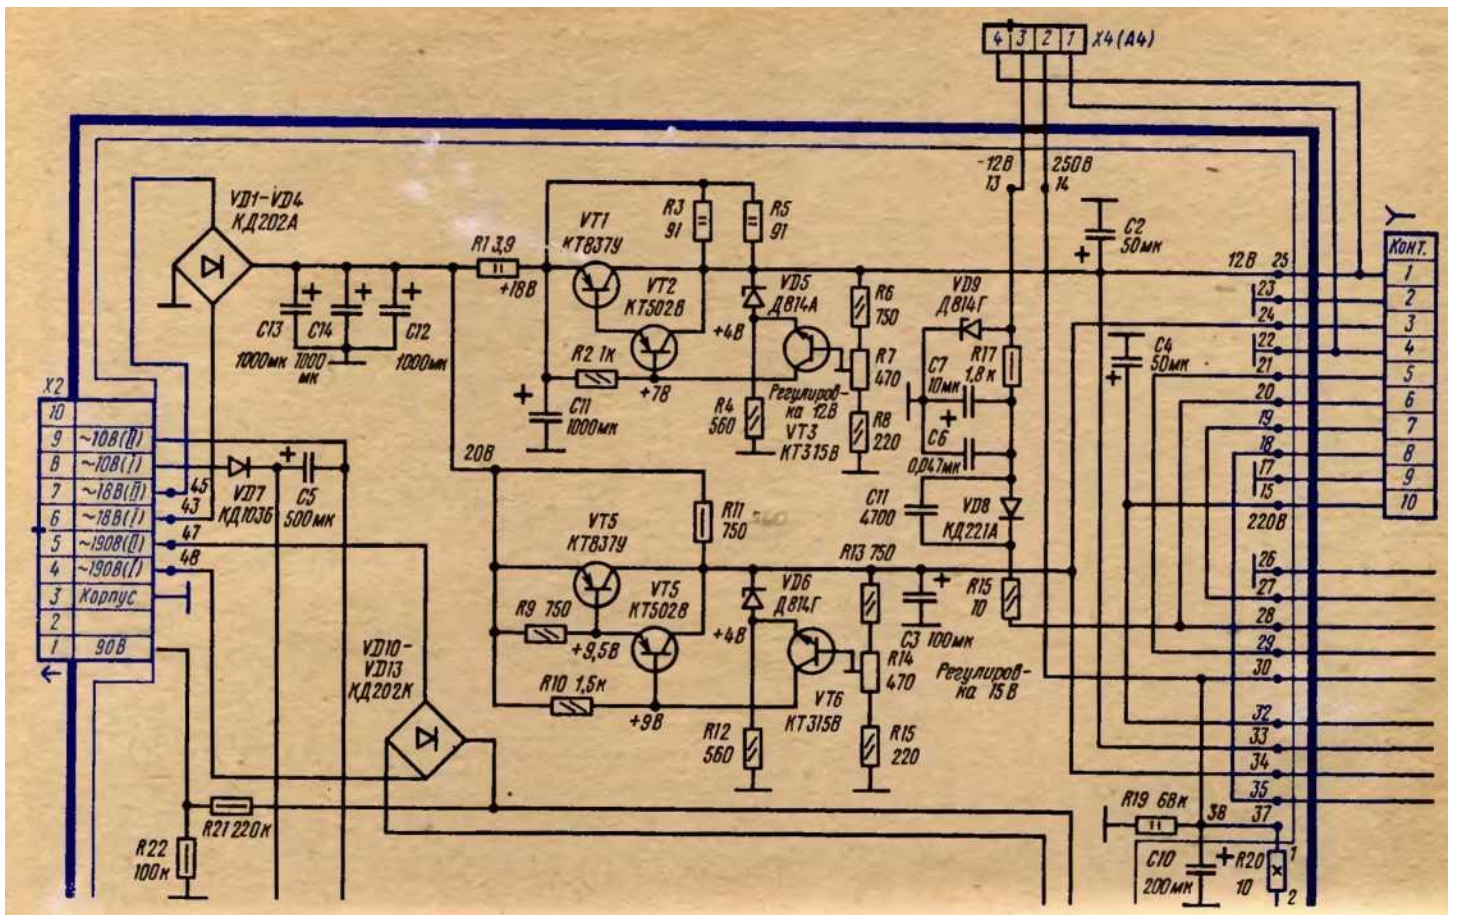 4 3 2 1 X4(A4)
-12В 250В
13 14
VD1-VD4
КД202А
R1 3,9
+18В
VT1
КТ837У
R3
91
R5
91
C2
50мк
Конт.
1
2
3
4
5
6
7
8
9
10
12В 25
23
24
22
21
20
19
18
17
15
220В
26
27
28
29
30
32
33
34
35
37
38
C13
1000мк
C14
1000
мк
C12
1000мк
VT2
КТ502В
+4В
VD5
Д814А
R6
750
VD9
Д814Г
R7
470
R17
1,8к
C4
50мк
R2 1к
+7В
C11
1000мк
R4
560
Регулиров-
ка 12В
VT3
КТ315В
R8
220
C7
10мк
C6
0,047мк
X2
10
9 ~10В(II)
8 ~10В(I)
7 ~18В(II)
6 ~18В(I)
5 ~190В(II)
4 ~190В(I)
3 Корпус
2
1 90В
45
43
47
48
VD7
КД103Б
C5
500мк
20В
R11
750
C11
4700
VD8
КД221А
VT5
КТ837У
R13 750
VT5
КТ502В
R9 750
+9,5В
+4В
VD6
Д814Г
C3 100мк
R15
10
R10 1,5к
+9В
R14
470
Регулиров-
ка 15В
VT6
КТ315В
R12
560
R15
220
VD10-
VD13
КД202К
R21 220к
R22
100к
R19 68к
C10
200мк
R20
10
1
2